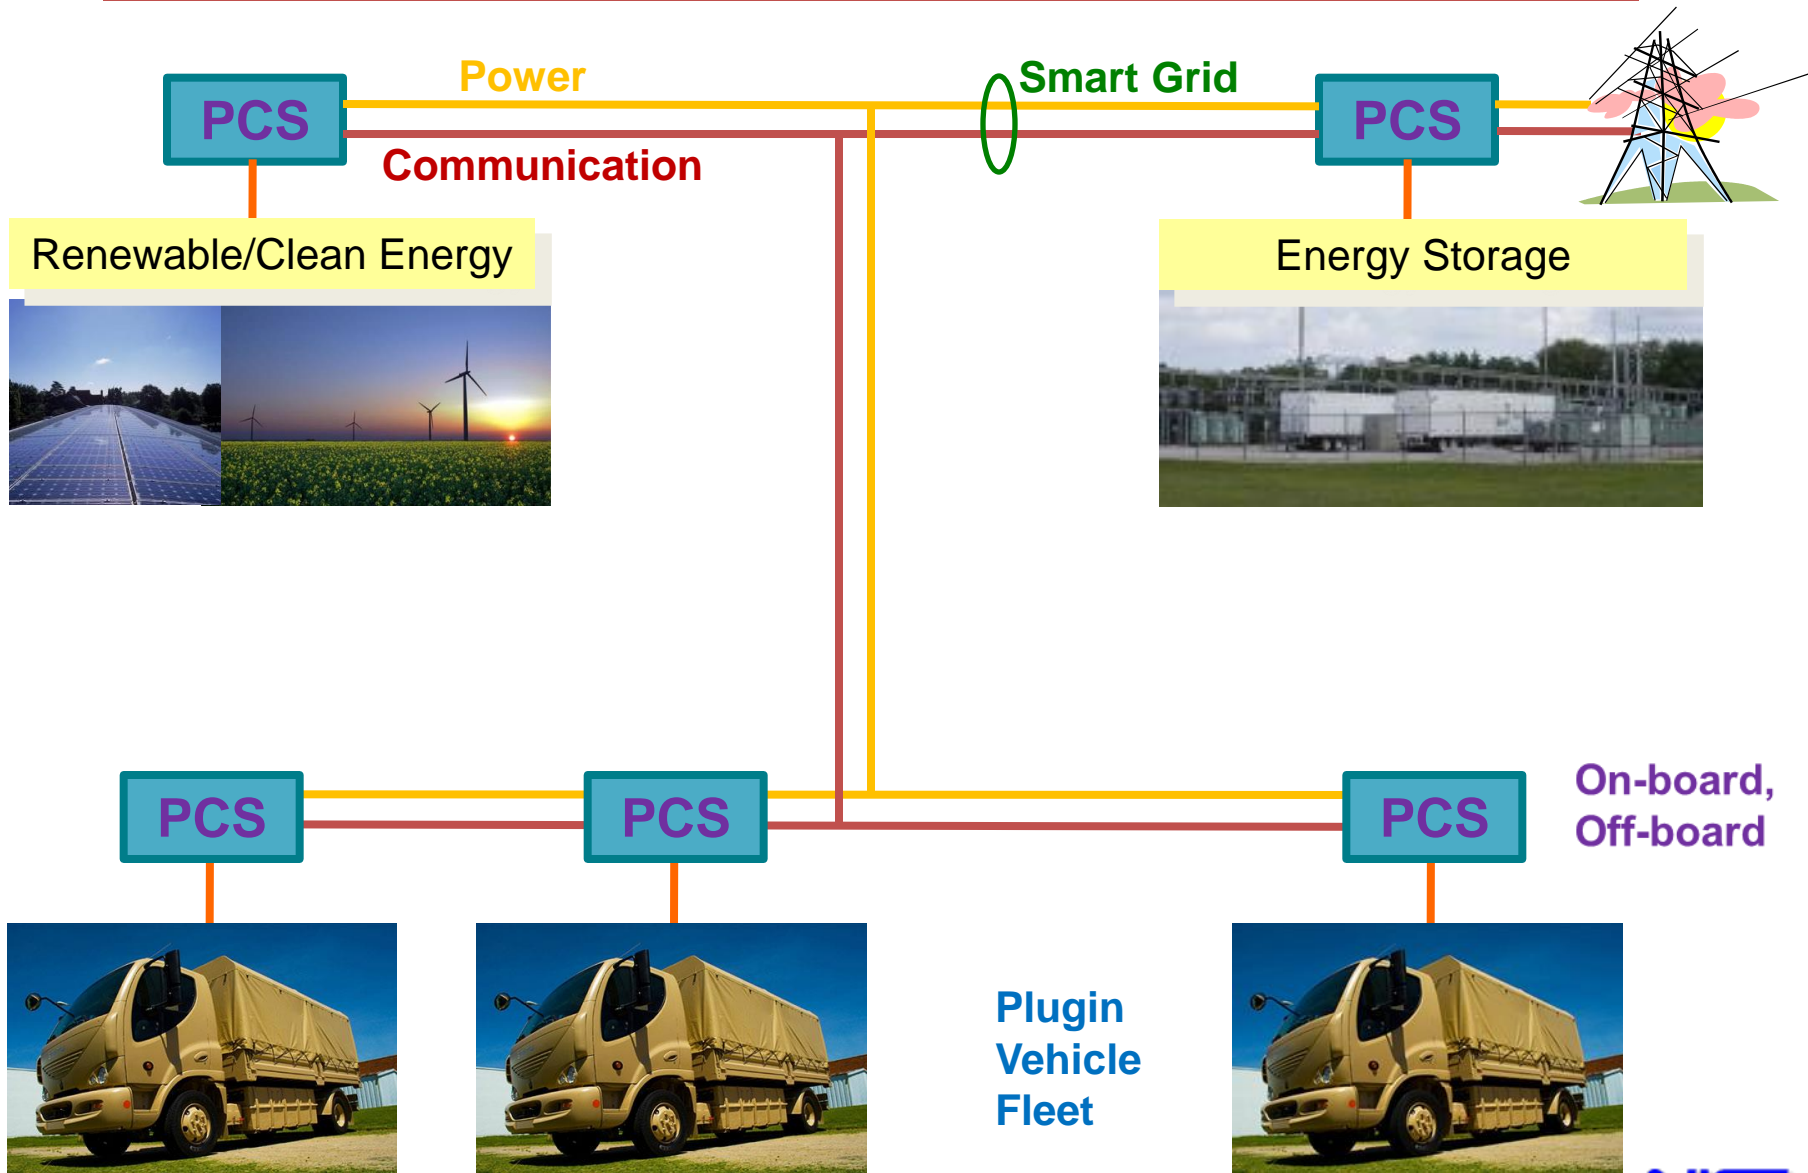 Power
Smart Grid
PCS
PCS
Communication
Renewable/Clean Energy
Energy Storage
PCS
PCS
PCS
On-board,
Off-board
Plugin
Vehicle
Fleet